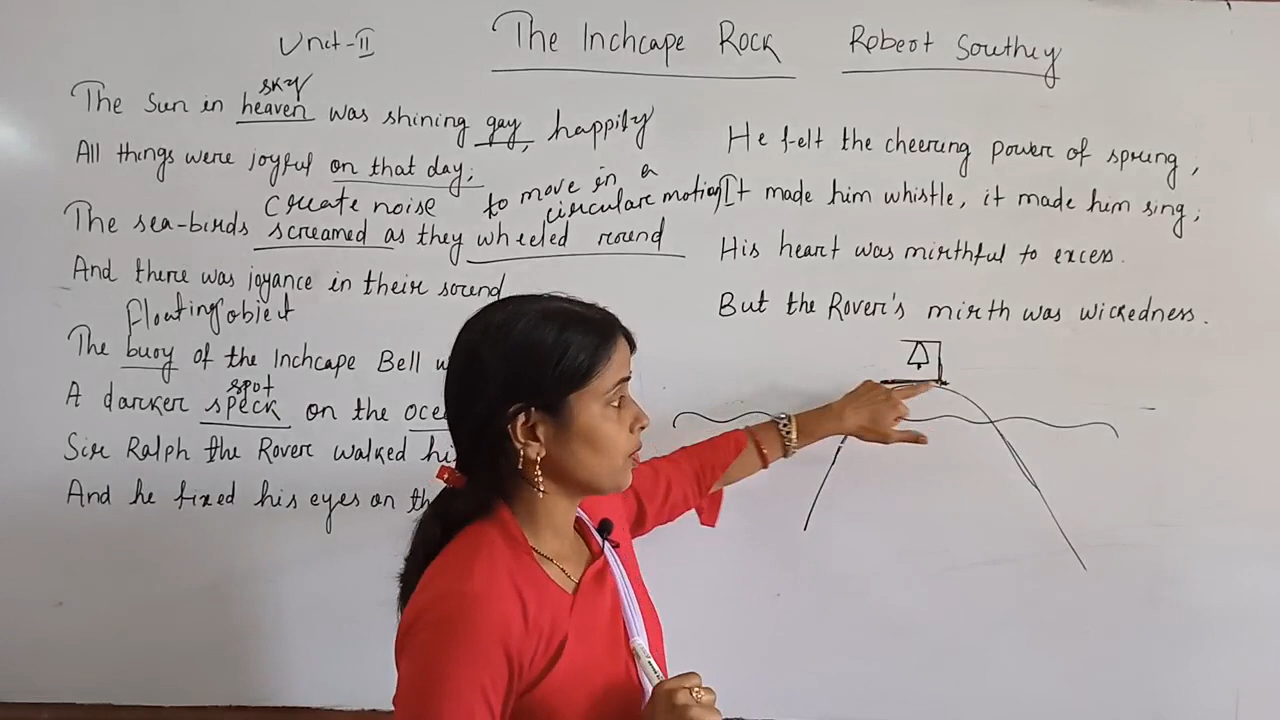 Unit-II
The Inchcape Rock
Robert Southey
sky
The Sun in heaven was shining gay, happily
All things were joyful on that day;
create noise to move in a circular motion
The sea-birds screamed as they wheeled round
And there was joyance in their sound
floating object
The buoy of the Inchcape Bell w
spot
A darker speck on the oce
Sir Ralph the Rover walked hi
And he fixed his eyes on th
He felt the cheering power of spring;
It made him whistle, it made him sing;
His heart was mirthful to excess.
But the Rover's mirth was wickedness.